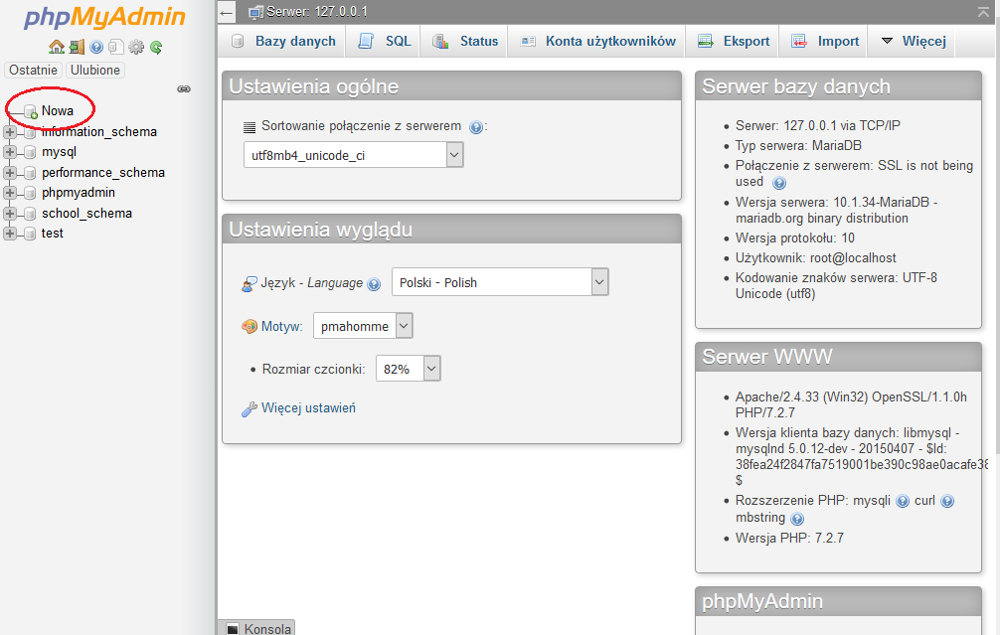 phpMyAdmin
Ostatnie Ulubione
Nowa
information_schema
mysql
performance_schema
phpmyadmin
school_schema
test
Serwer: 127.0.0.1
Bazy danych SQL Status Konta użytkowników Eksport Import Więcej
Ustawienia ogólne
Sortowanie połączenie z serwerem :
utf8mb4_unicode_ci
Ustawienia wyglądu
Język - Language Polski - Polish
Motyw: pmahomme
• Rozmiar czcionki: 82%
Więcej ustawień
Serwer bazy danych
• Serwer: 127.0.0.1 via TCP/IP
• Typ serwera: MariaDB
• Połączenie z serwerem: SSL is not being
used
• Wersja serwera: 10.1.34-MariaDB -
mariadb.org binary distribution
• Wersja protokołu: 10
• Użytkownik: root@localhost
• Kodowanie znaków serwera: UTF-8
Unicode (utf8)
Serwer WWW
• Apache/2.4.33 (Win32) OpenSSL/1.1.0h
PHP/7.2.7
• Wersja klienta bazy danych: libmysql -
mysqlnd 5.0.12-dev - 20150407 - $Id:
38fea24f2847fa7519001be390c98ae0acafe38
$
• Rozszerzenie PHP: mysqli curl
mbstring
• Wersja PHP: 7.2.7
phpMyAdmin
Konsola